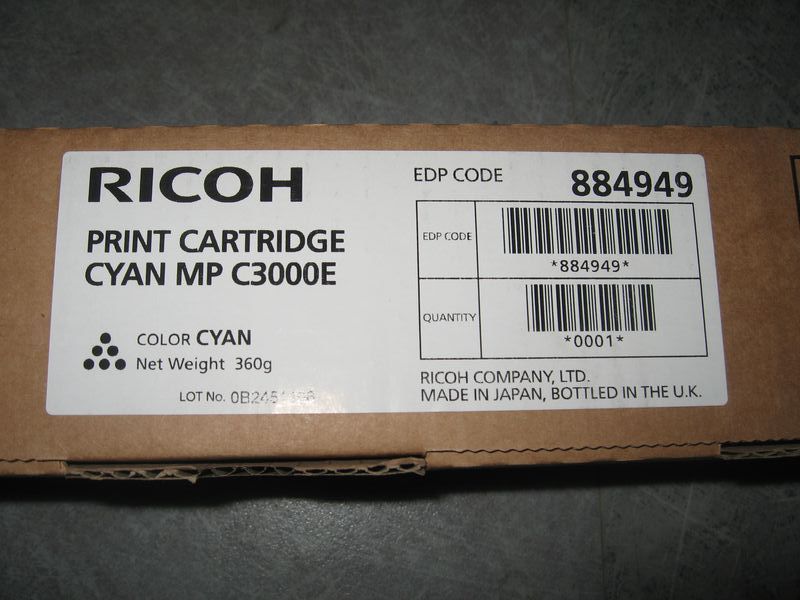 RICOH
PRINT CARTRIDGE
CYAN MP C3000E
COLOR CYAN
Net Weight 360g
LOT No.
EDP CODE 884949
EDP CODE
*884949*
QUANTITY
*0001*
RICOH COMPANY, LTD.
MADE IN JAPAN, BOTTLED IN THE U.K.